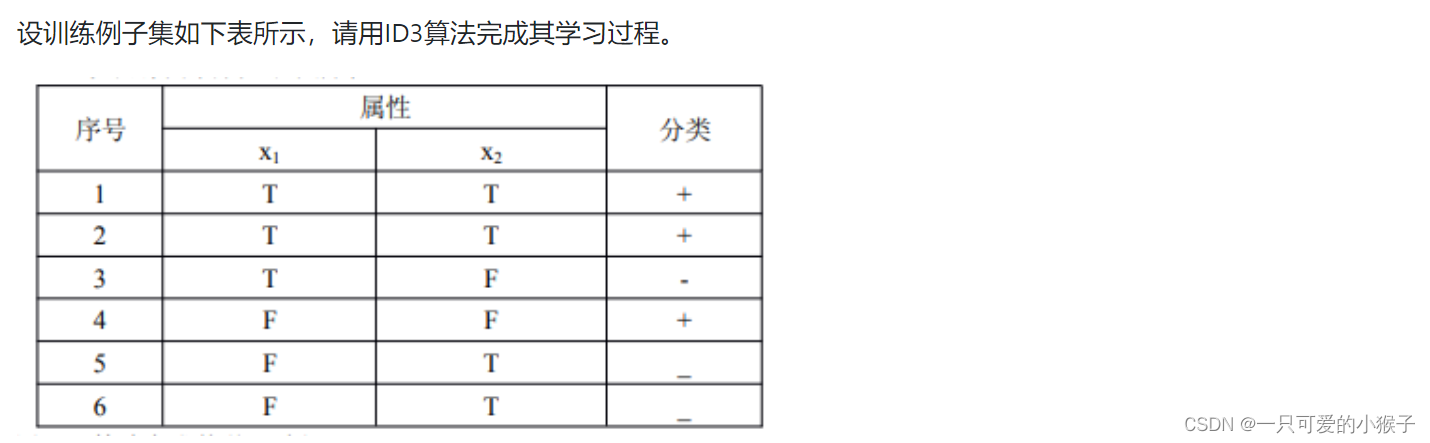 设训练例子集如下表所示，请用ID3算法完成其学习过程。
序号 属性 分类
x₁ x₂
1 T T +
2 T T +
3 T F -
4 F F +
5 F T _
6 F T _
CSDN @一只可爱的小猴子